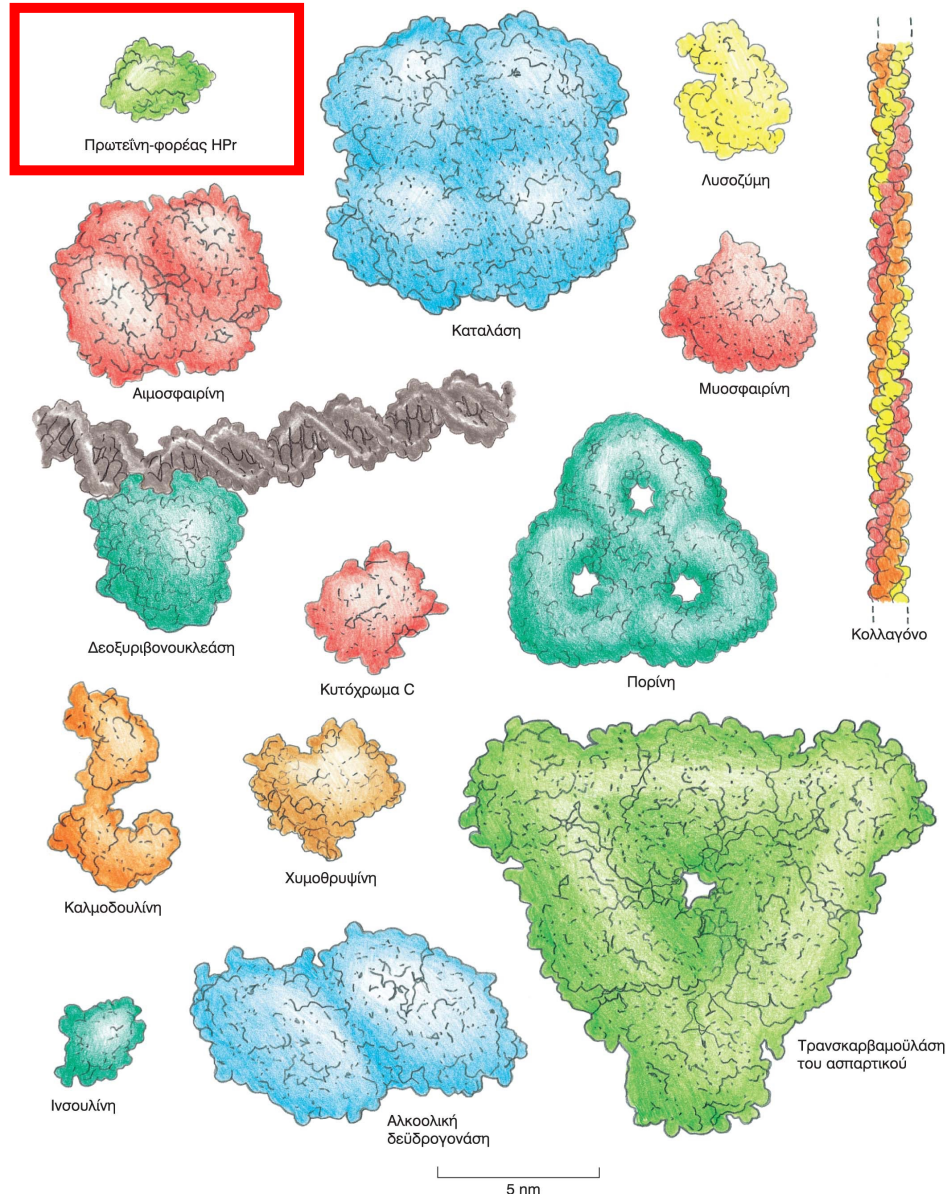 Πρωτεΐνη-φορέας HPr
Λυσοζύμη
Καταλάση
Αιμοσφαιρίνη
Μυοσφαιρίνη
Κολλαγόνο
Δεοξυριβονουκλεάση
Κυτόχρωμα C
Πορίνη
Χιμοθρυψίνη
Καλμοδουλίνη
Τρανσκαρβαμοϋλάση
του ασπαρτικού
Ινσουλίνη
Αλκοολική
δεϋδρογονάση
5 nm